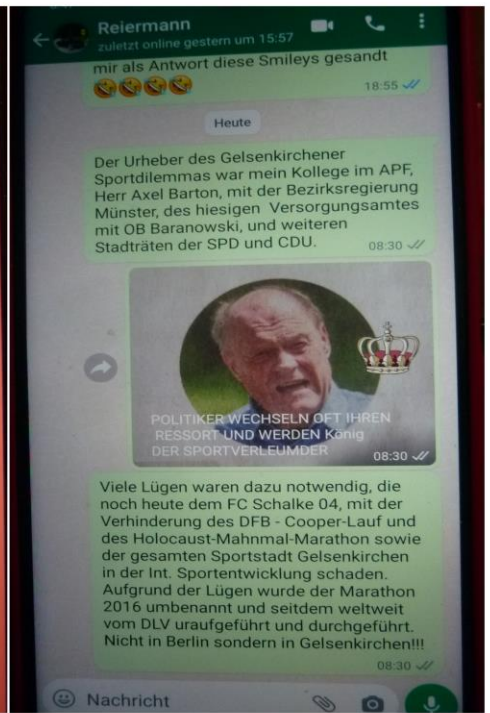 Reiermann
zuletzt online gestern um 15:57
mir als Antwort diese Smileys gesandt
🤣🤣🤣🤣 18:55
Heute
Der Urheber des Gelsenkirchener
Sportdilemmas war mein Kollege im APF,
Herr Axel Barton, mit der Bezirksregierung
Münster, des hiesigen Versorgungsamtes
mit OB Baranowski, und weiteren
Stadträten der SPD und CDU. 08:30
POLITIKER WECHSELN OFT IHREN
RESSORT UND WERDEN König
DER SPORTVERLEUMDER
08:30
Viele Lügen waren dazu notwendig, die
noch heute dem FC Schalke 04, mit der
Verhinderung des DFB - Cooper-Lauf und
des Holocaust-Mahnmal-Marathon sowie
der gesamten Sportstadt Gelsenkirchen
in der Int. Sportentwicklung schaden.
Aufgrund der Lügen wurde der Marathon
2016 umbenannt und seitdem weltweit
vom DLV uraufgeführt und durchgeführt.
Nicht in Berlin sondern in Gelsenkirchen!!!
08:30
Nachricht